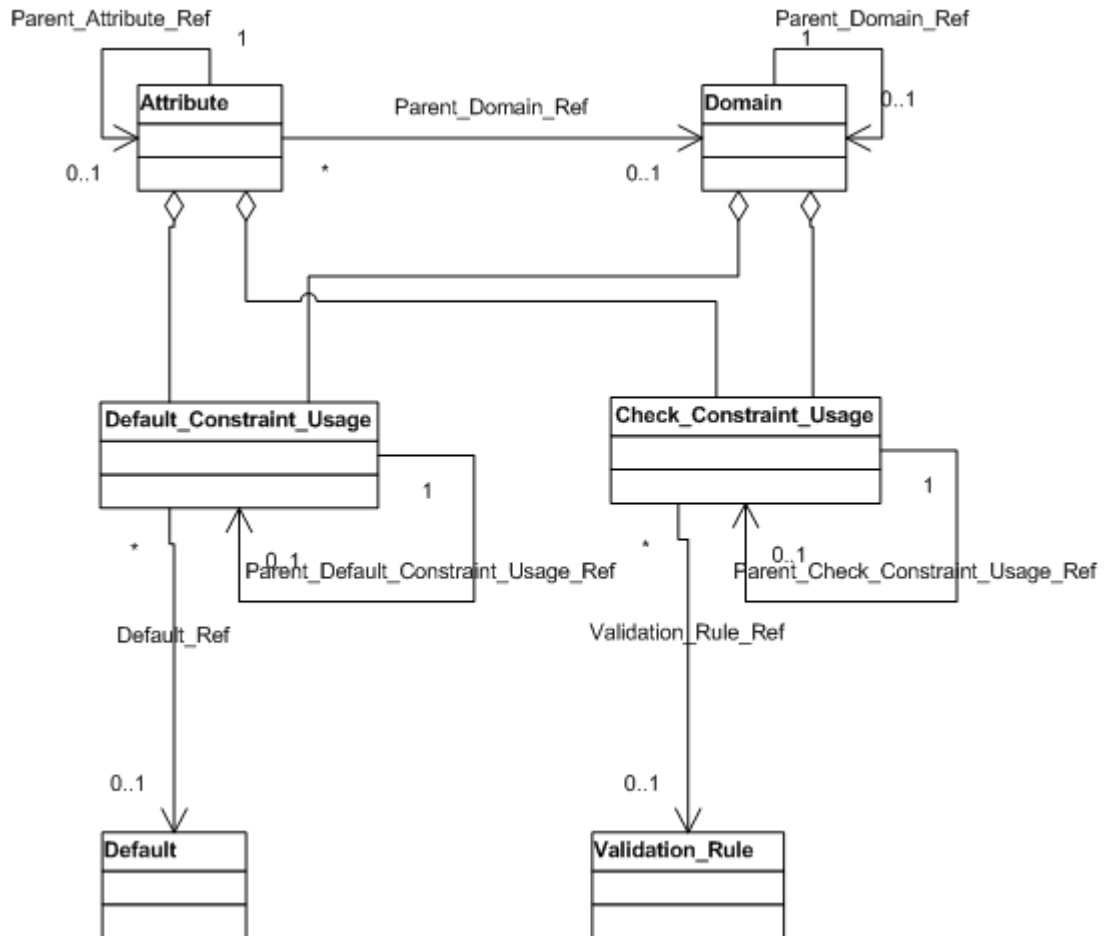 Parent_Attribute_Ref
Parent_Domain_Ref
1
1
Attribute
Domain
0..1
Parent_Domain_Ref
0..1
*
0..1
Default_Constraint_Usage
Check_Constraint_Usage
1
1
*
0..1
*
0..1
Parent_Default_Constraint_Usage_Ref
Parent_Check_Constraint_Usage_Ref
Default_Ref
Validation_Rule_Ref
0..1
0..1
Default
Validation_Rule